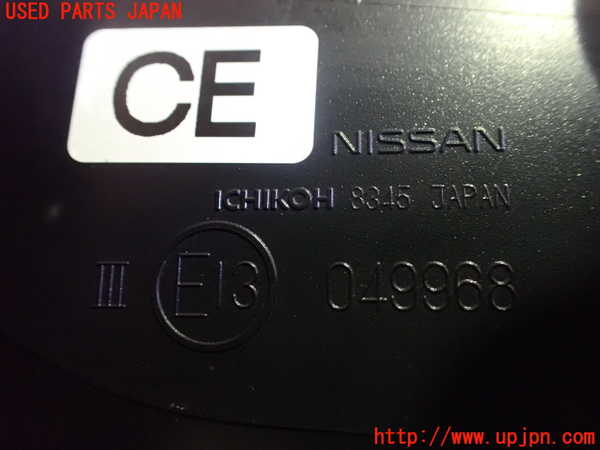 USED PARTS JAPAN
CE
NISSAN
ICHIKOH 8345 JAPAN
III E13 049968
http://www.upjpn.com/